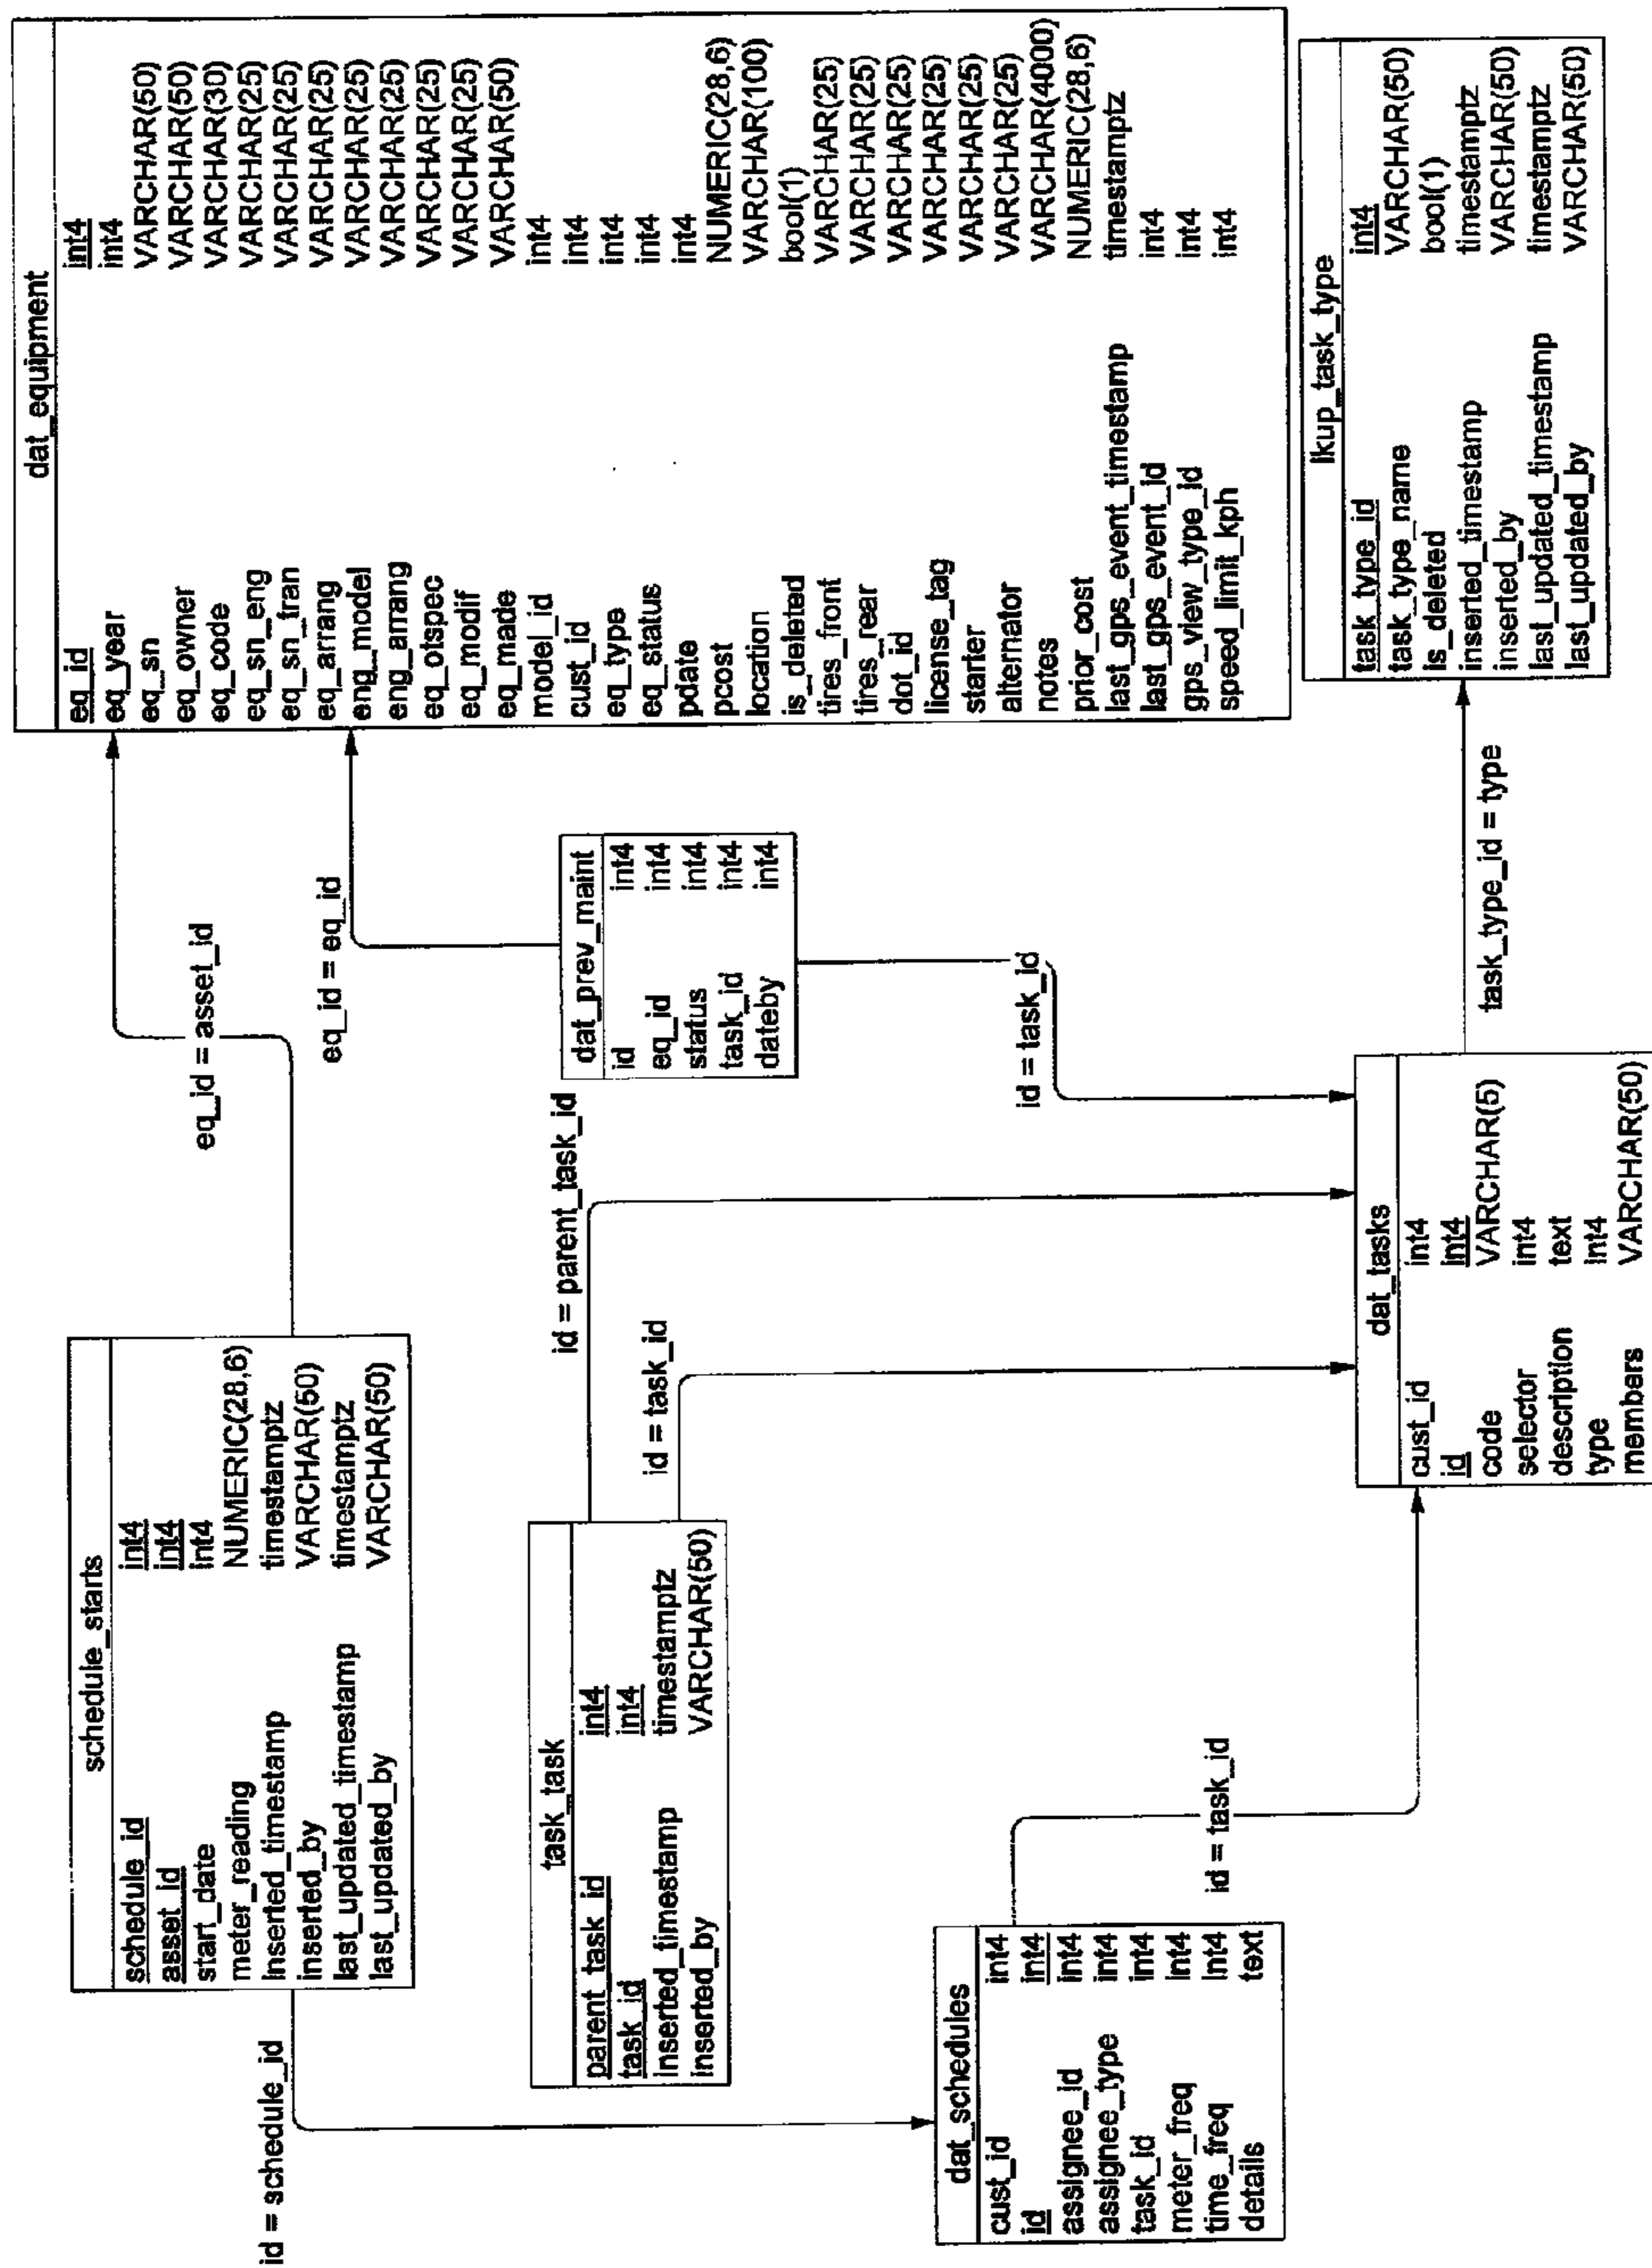 id = schedule_id
schedule_starts
schedule_id int4
asset_id int4
start_date int4
meter_reading NUMERIC(28,6)
inserted_timestamp timestamptz
inserted_by VARCHAR(50)
last_updated_timestamp timestamptz
last_updated_by VARCHAR(50)
eq_id = asset_id
eq_id = eq_id
dat_equipment
eq_id int4
eq_year int4
eq_sn VARCHAR(50)
eq_owner VARCHAR(50)
eq_code VARCHAR(30)
eq_sn_eng VARCHAR(25)
eq_sn_tran VARCHAR(25)
eq_arrang VARCHAR(25)
eng_model VARCHAR(25)
eng_arrang VARCHAR(25)
eq_otspec VARCHAR(25)
eq_modif VARCHAR(25)
eq_made VARCHAR(50)
model_id int4
cust_id int4
eq_type int4
eq_status int4
pdate int4
pcost NUMERIC(28,6)
location VARCHAR(100)
is_deleted bool(1)
tires_front VARCHAR(25)
tires_rear VARCHAR(25)
dot_id VARCHAR(25)
license_tag VARCHAR(25)
starter VARCHAR(25)
alternator VARCHAR(25)
notes VARCHAR(4000)
prior_cost NUMERIC(28,6)
last_gps_event_timestamp timestamptz
last_gps_event_id int4
gps_view_type_id int4
speed_limit_kph int4
task_task
parent_task_id int4
task_id int4
inserted_timestamp timestamptz
inserted_by VARCHAR(50)
id = parent_task_id
id = task_id
dat_prev_maint
id int4
eq_id int4
status int4
task_id int4
dateby int4
id = task_id
dat_schedules
cust_id int4
id int4
assignee_id int4
assignee_type int4
task_id int4
meter_freq int4
time_freq int4
details text
id = task_id
dat_tasks
cust_id int4
id int4
code VARCHAR(5)
selector int4
description text
type int4
members VARCHAR(50)
task_type_id = type
lkup_task_type
task_type_id int4
task_type_name VARCHAR(50)
is_deleted bool(1)
inserted_timestamp timestamptz
inserted_by VARCHAR(50)
last_updated_timestamp timestamptz
last_updated_by VARCHAR(50)